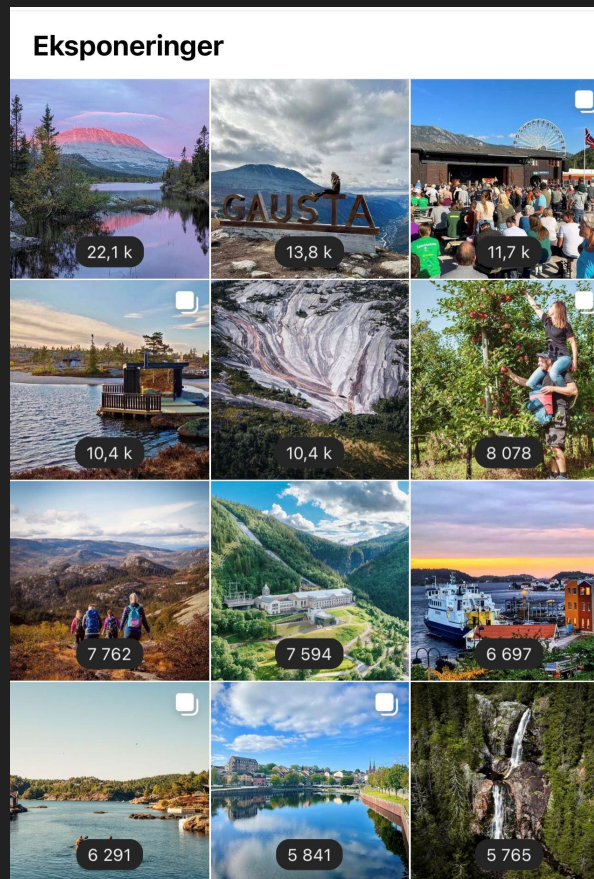 Eksponeringer
22,1 k
GAUSTA
13,8 k
11,7 k
10,4 k
10,4 k
8 078
7 762
7 594
6 697
6 291
5 841
5 765